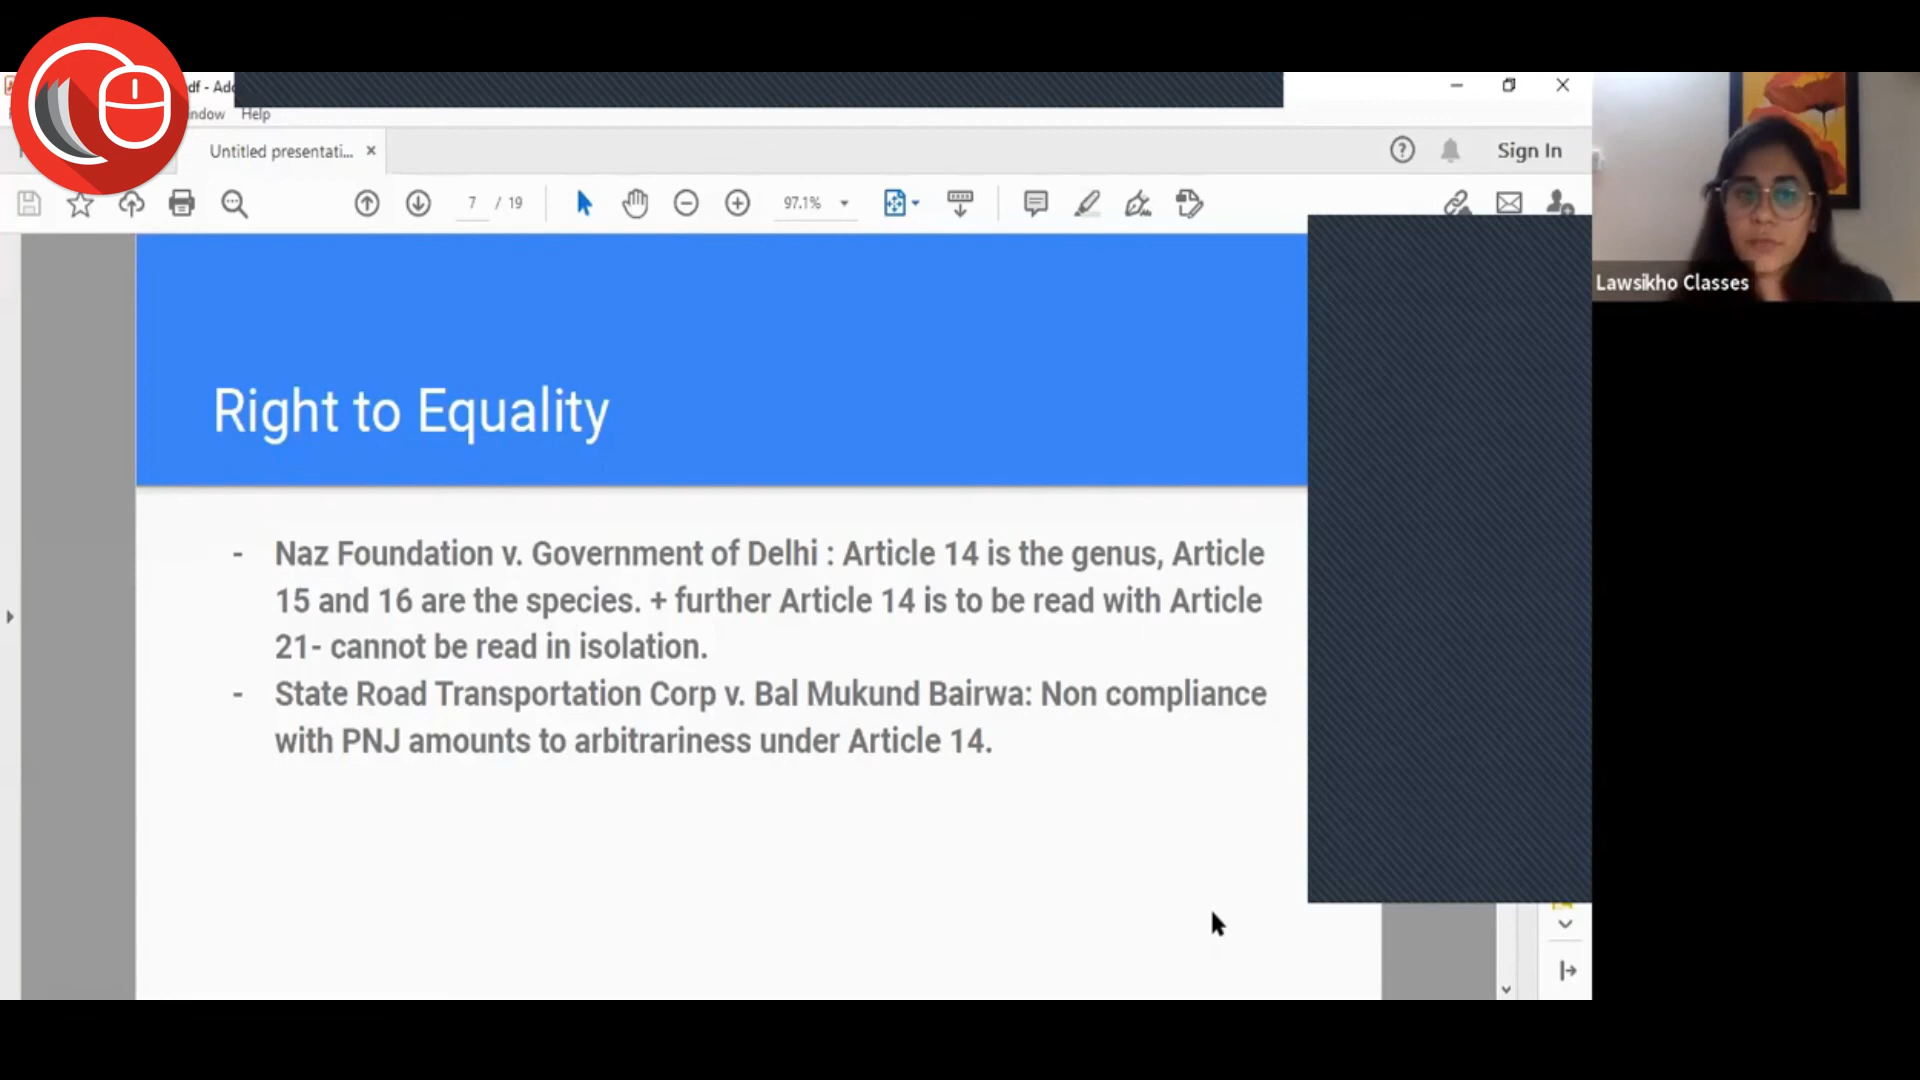 df - Ado
ndow Help
Untitled presentati... ×
Sign In
7 / 19
97.1%
Lawsikho Classes
Right to Equality
- Naz Foundation v. Government of Delhi : Article 14 is the genus, Article
15 and 16 are the species. + further Article 14 is to be read with Article
21- cannot be read in isolation.
- State Road Transportation Corp v. Bal Mukund Bairwa: Non compliance
with PNJ amounts to arbitrariness under Article 14.